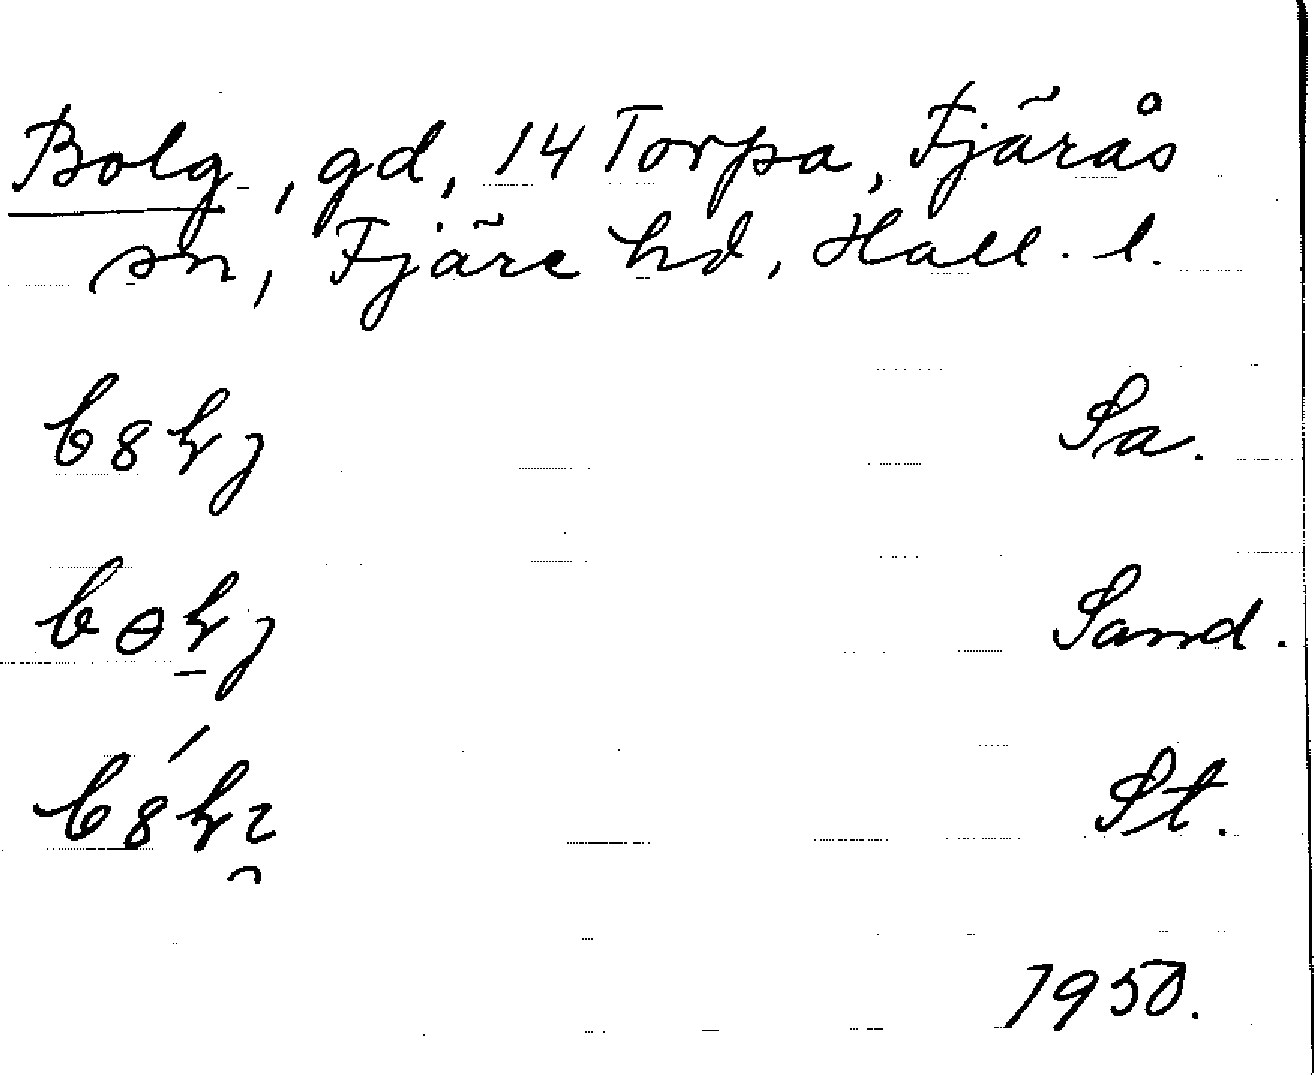 Bolg, gd, 14 Torpa, Fjärås
sn, Fjäre hd, Hall. l.
Sa.
Sand.
St.
1950.